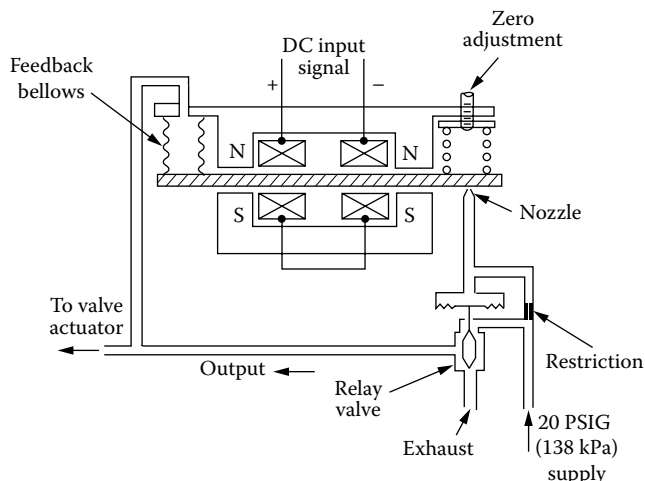 Zero
adjustment
DC input
signal
+
−
Feedback
bellows
N
N
S
S
Nozzle
To valve
actuator
Output
Relay
valve
Restriction
Exhaust
20 PSIG
(138 kPa)
supply